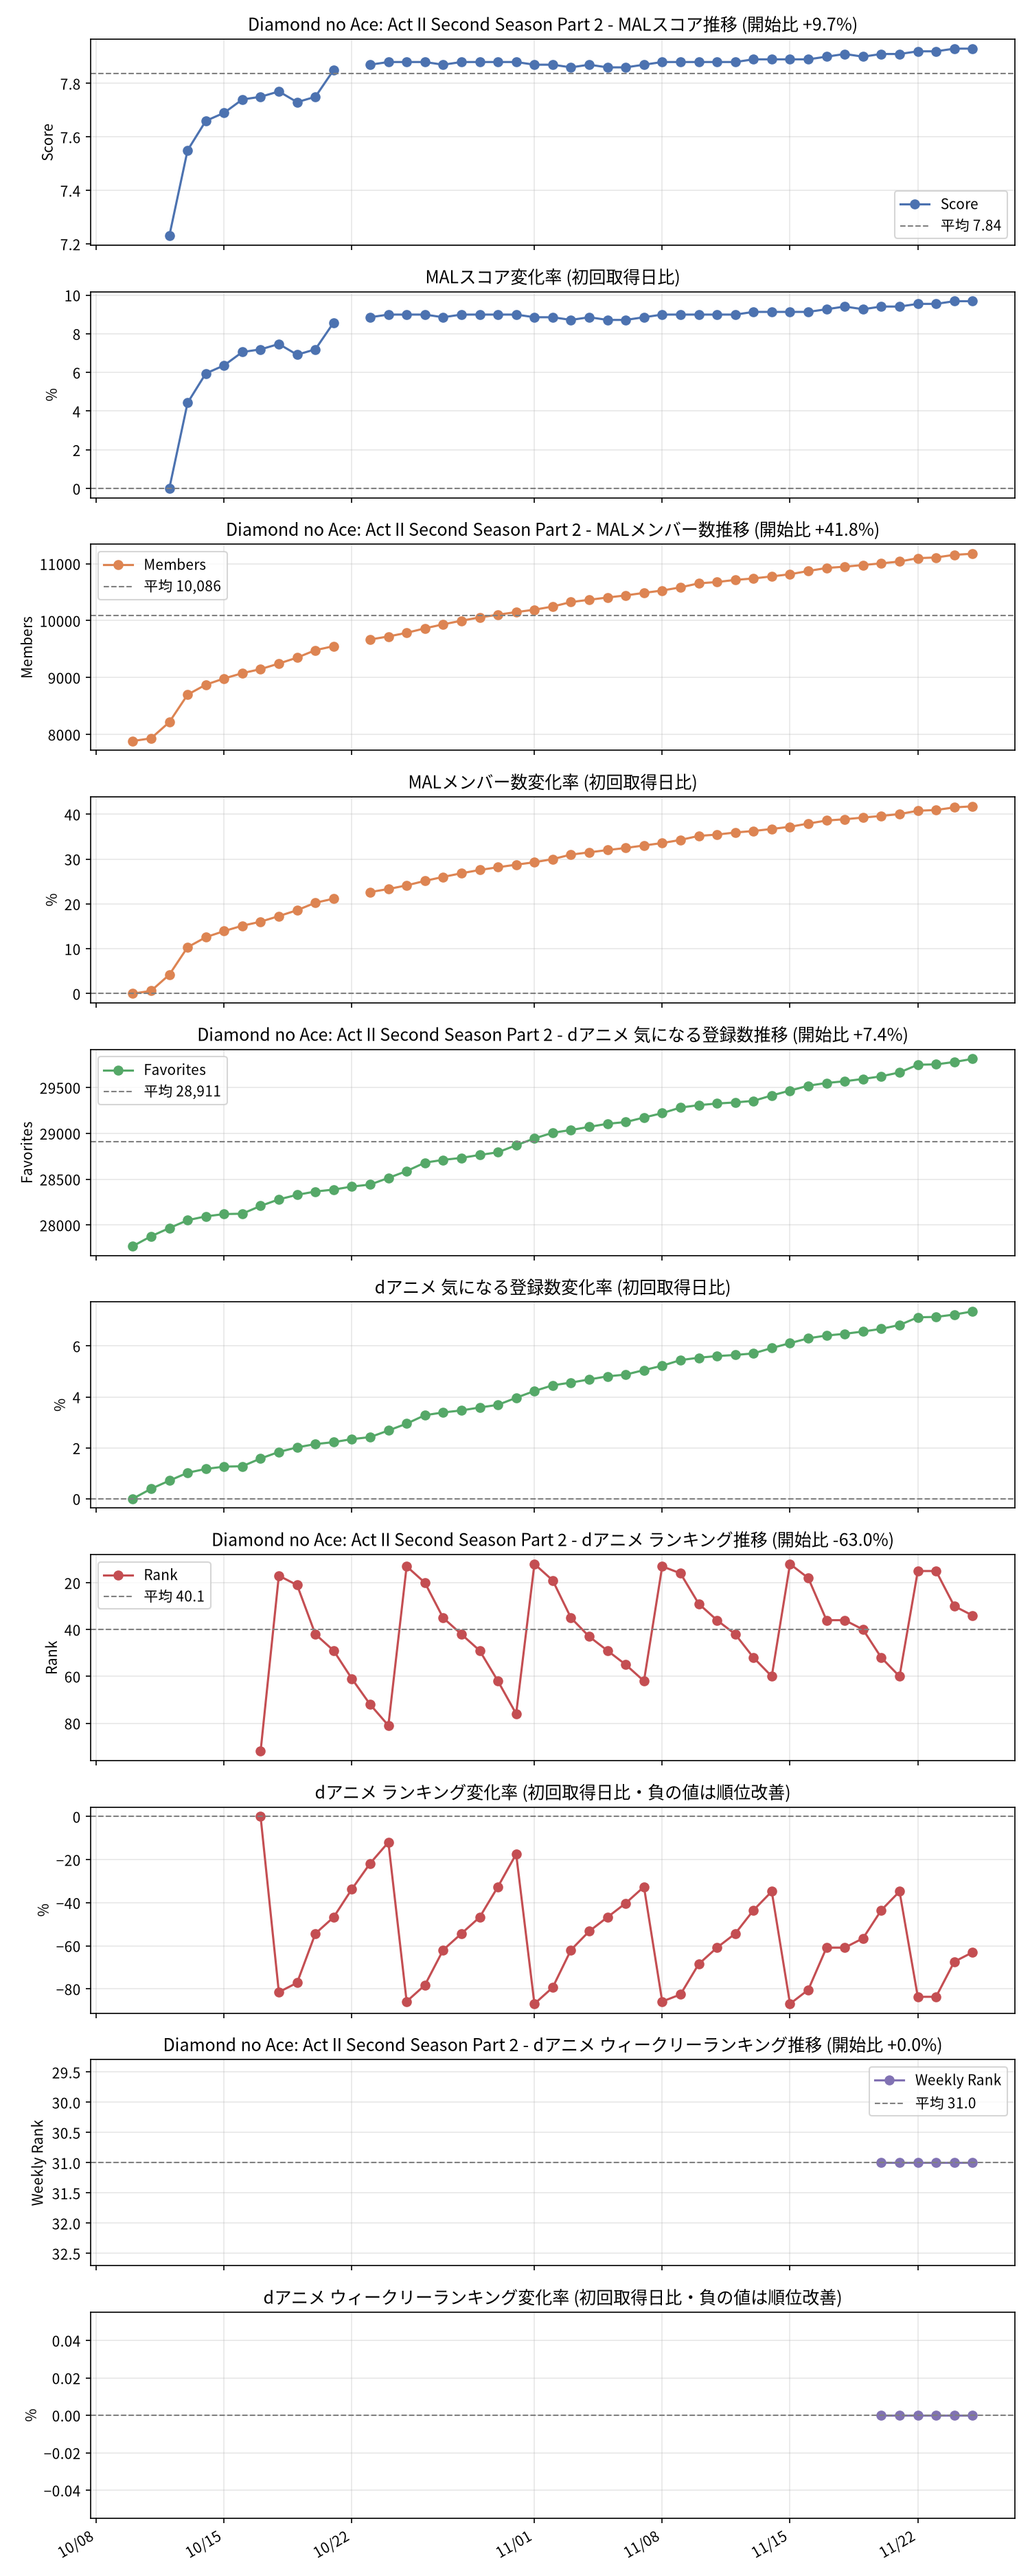 Diamond no Ace: Act II Second Season Part 2 - MALスコア推移 (開始比 +9.7%)
7.8
7.6
7.4
7.2
Score
Score
平均 7.84
MALスコア変化率 (初回取得日比)
10
8
6
4
2
0
%
Diamond no Ace: Act II Second Season Part 2 - MALメンバー数推移 (開始比 +41.8%)
11000
10000
9000
8000
Members
Members
平均 10,086
MALメンバー数変化率 (初回取得日比)
40
30
20
10
0
%
Diamond no Ace: Act II Second Season Part 2 - dアニメ 気になる登録数推移 (開始比 +7.4%)
29500
29000
28500
28000
Favorites
Favorites
平均 28,911
dアニメ 気になる登録数変化率 (初回取得日比)
6
4
2
0
%
Diamond no Ace: Act II Second Season Part 2 - dアニメ ランキング推移 (開始比 -63.0%)
20
40
60
80
Rank
Rank
平均 40.1
dアニメ ランキング変化率 (初回取得日比・負の値は順位改善)
0
−20
−40
−60
−80
%
Diamond no Ace: Act II Second Season Part 2 - dアニメ ウィークリーランキング推移 (開始比 +0.0%)
29.5
30.0
30.5
31.0
31.5
32.0
32.5
Weekly Rank
Weekly Rank
平均 31.0
dアニメ ウィークリーランキング変化率 (初回取得日比・負の値は順位改善)
0.04
0.02
0.00
−0.02
−0.04
%
10/08
10/15
10/22
11/01
11/08
11/15
11/22